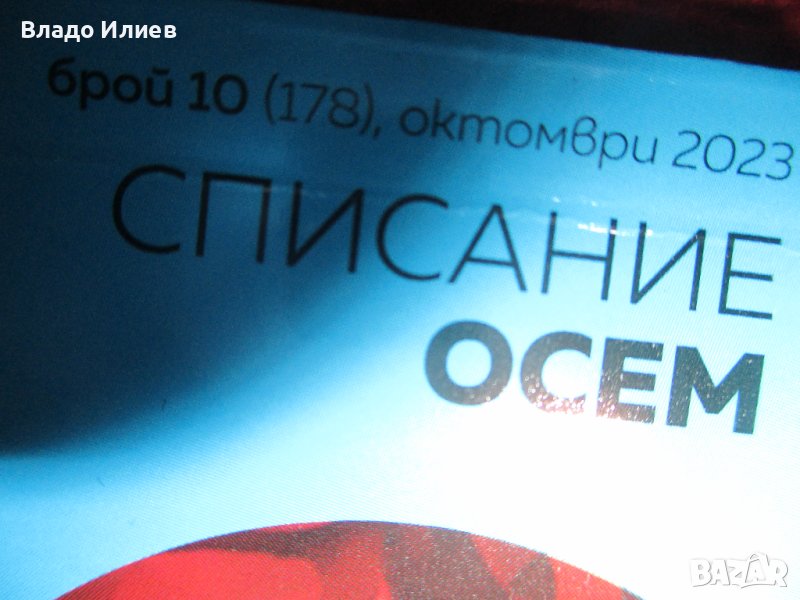 Владо Илиев
брой 10 (178), октомври 2023
СПИСАНИЕ
ОСЕМ
BAZAR